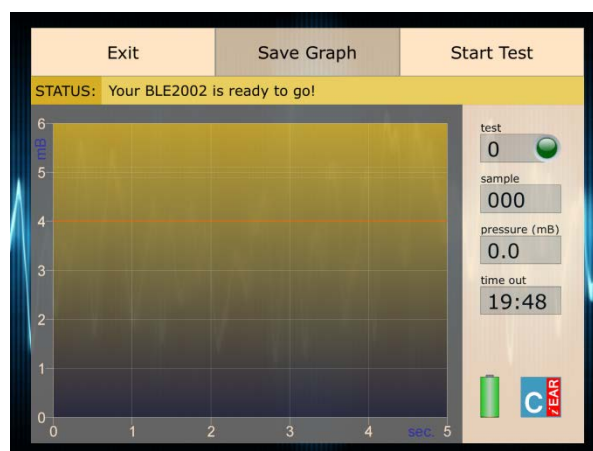 Exit
Save Graph
Start Test
STATUS: Your BLE2002 is ready to go!
6
mB
5
4
3
2
1
0
0 1 2 3 4 sec. 5
test
0
sample
000
pressure (mB)
0.0
time out
19:48
C iEAR